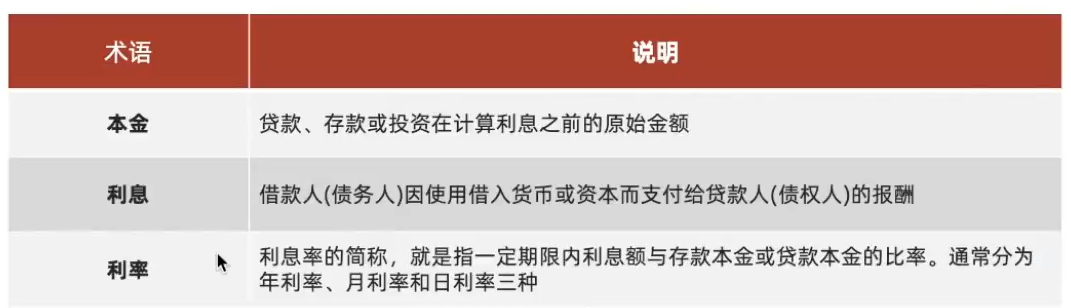 术语 说明
本金 贷款、存款或投资在计算利息之前的原始金额
利息 借款人(债务人)因使用借入货币或资本而支付给贷款人(债权人)的报酬
利率 利息率的简称，就是指一定期限内利息额与存款本金或贷款本金的比率。通常分为
年利率、月利率和日利率三种